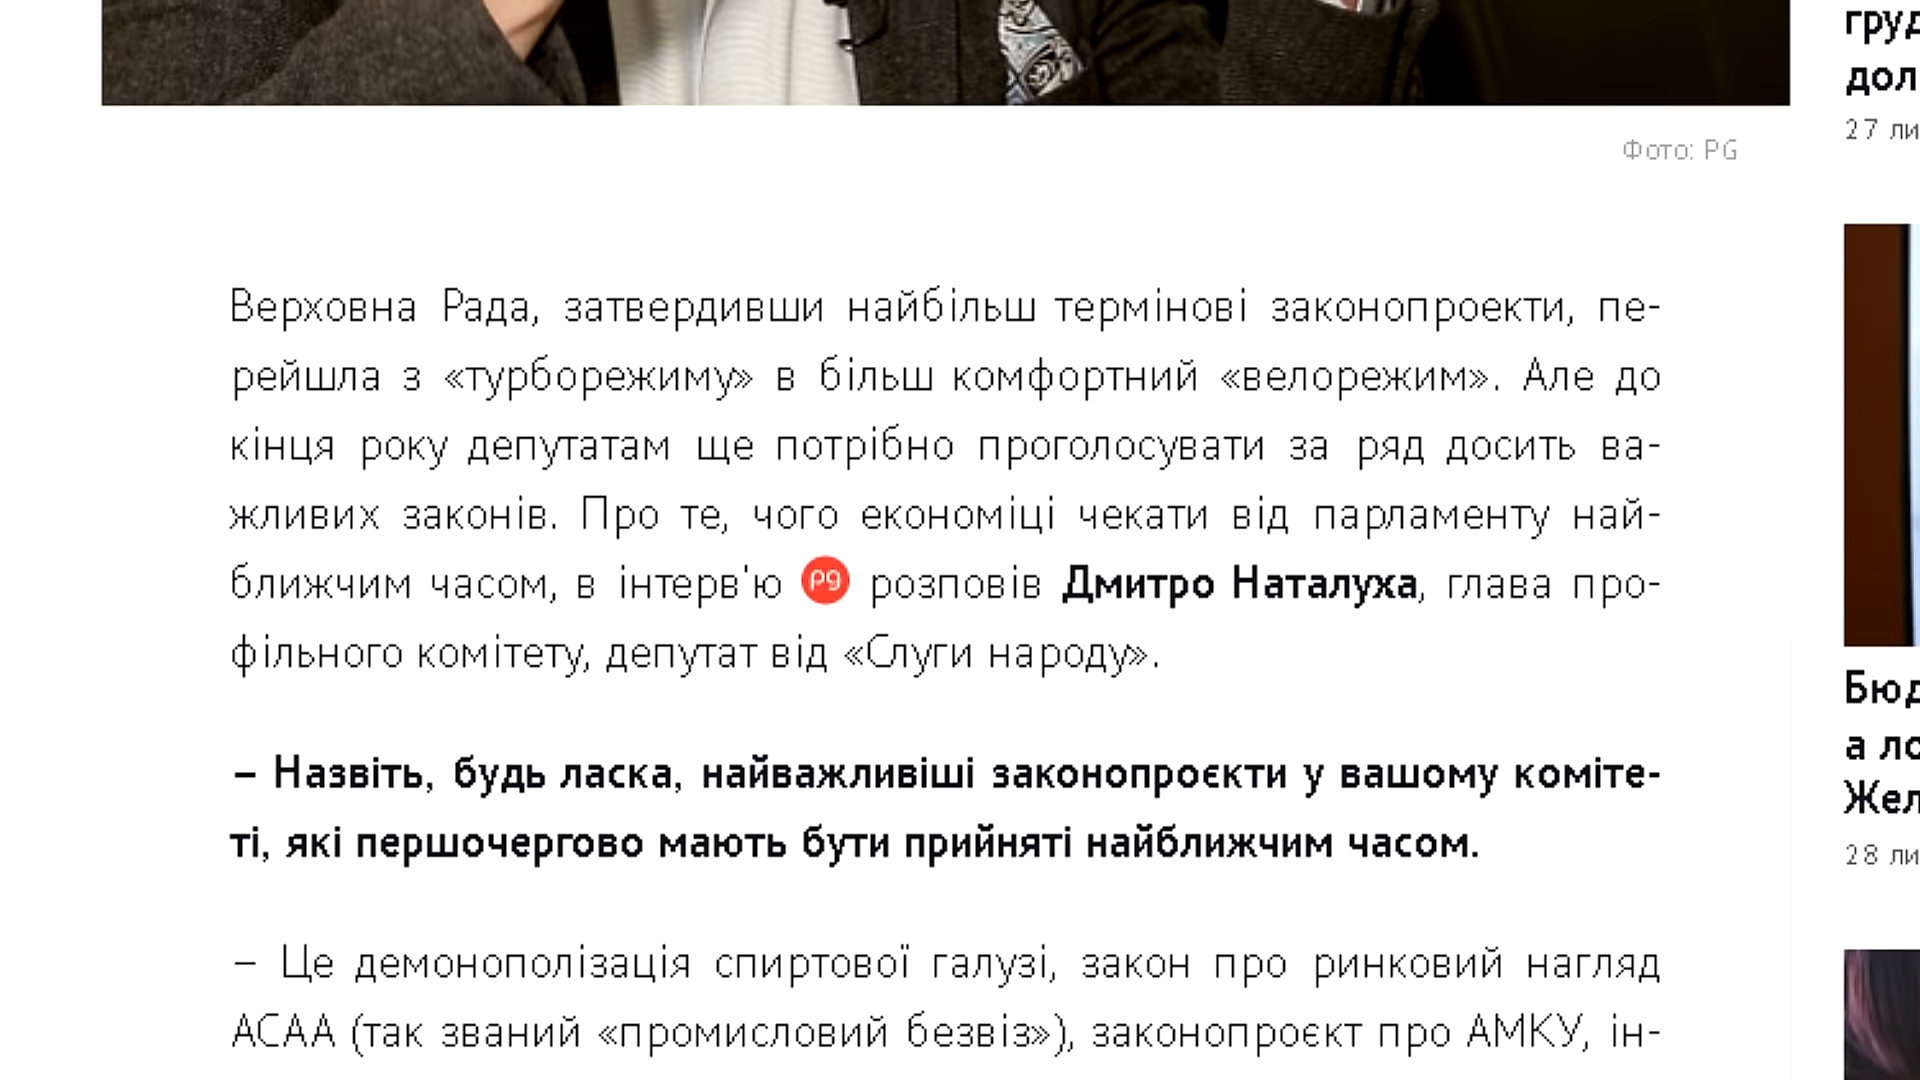 Фото: PG
Верховна Рада, затвердивши найбільш термінові законопроекти, пе-
рейшла з «турборежиму» в більш комфортний «велорежим». Але до
кінця року депутатам ще потрібно проголосувати за ряд досить ва-
жливих законів. Про те, чого економіці чекати від парламенту най-
ближчим часом, в інтерв'ю pg розповів Дмитро Наталуха, глава про-
фільного комітету, депутат від «Слуги народу».
– Назвіть, будь ласка, найважливіші законопроєкти у вашому коміте-
ті, які першочергово мають бути прийняті найближчим часом.
– Це демонополізація спиртової галузі, закон про ринковий нагляд
АСАА (так званий «промисловий безвіз»), законопроєкт про АМКУ, ін-
27
28
а